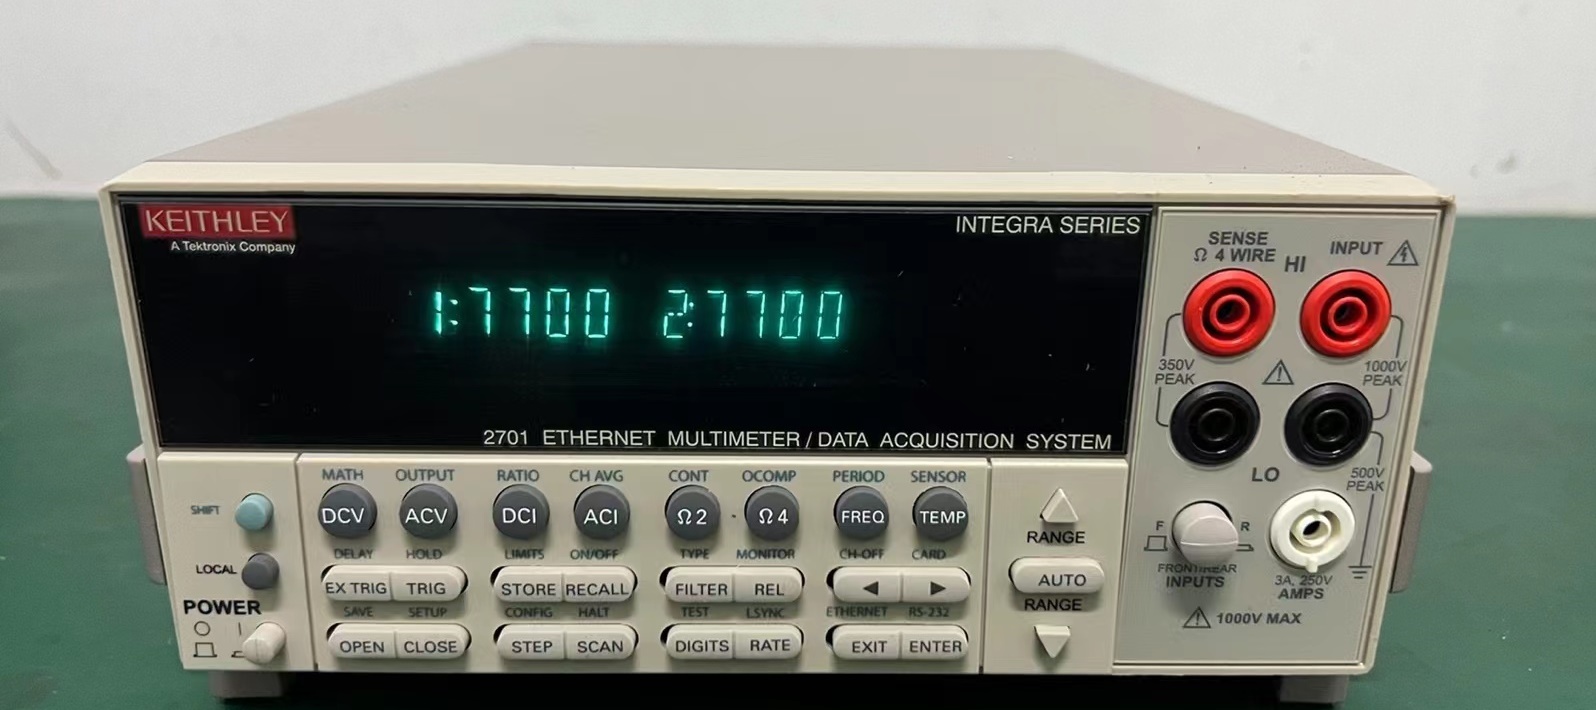 KEITHLEY
A Tektronix Company
INTEGRA SERIES
1:7700 2:7700
2701 ETHERNET MULTIMETER / DATA ACQUISITION SYSTEM
SENSE
Ω 4 WIRE
HI
INPUT
350V
PEAK
1000V
PEAK
LO
500V
PEAK
F
R
FRONT/REAR
INPUTS
3A, 250V
AMPS
1000V MAX
SHIFT
LOCAL
POWER
O |
MATH OUTPUT RATIO CH AVG CONT OCOMP PERIOD SENSOR
DCV ACV DCI ACI Ω2 Ω4 FREQ TEMP
DELAY HOLD LIMITS ON/OFF TYPE MONITOR CH-OFF CARD
EX TRIG TRIG STORE RECALL FILTER REL
SAVE SETUP CONFIG HALT TEST LSYNC ETHERNET RS-232
OPEN CLOSE STEP SCAN DIGITS RATE EXIT ENTER
RANGE
AUTO
RANGE